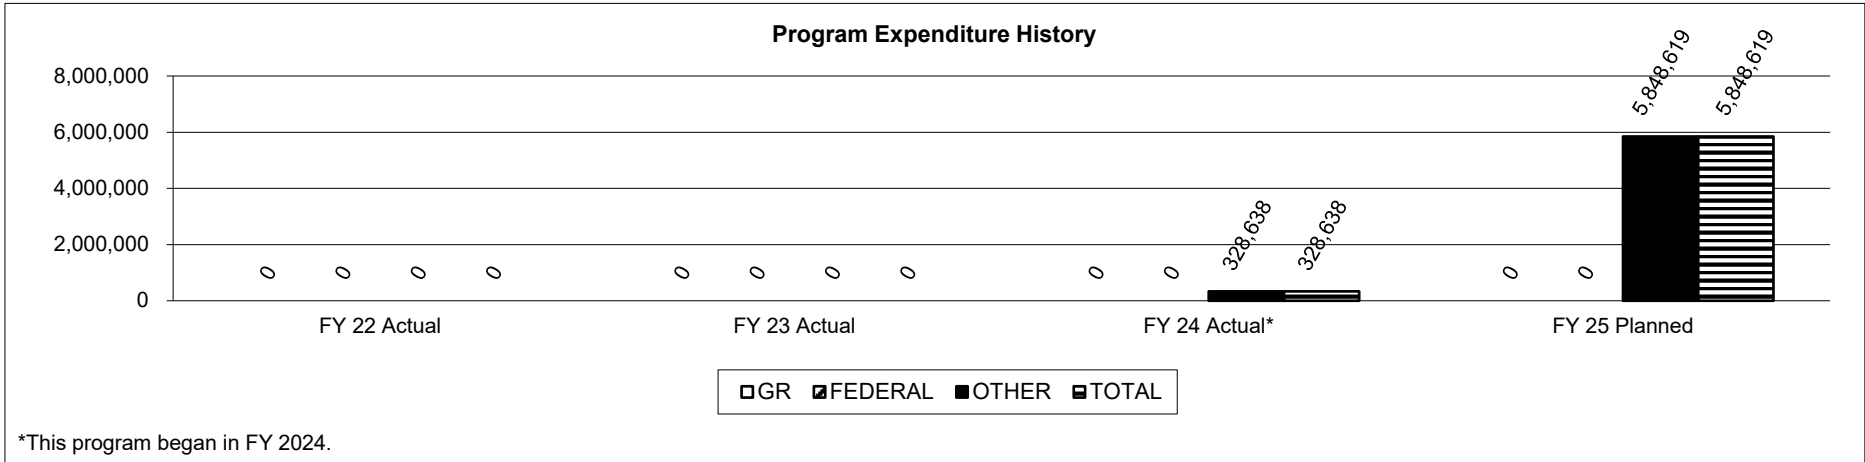 Program Expenditure History
8,000,000
6,000,000
4,000,000
2,000,000
0
0 0 0 0
0 0 0 0
0 0 328,638 328,638
0 0 5,848,619 5,848,619
FY 22 Actual FY 23 Actual FY 24 Actual* FY 25 Planned
GR FEDERAL OTHER TOTAL
*This program began in FY 2024.